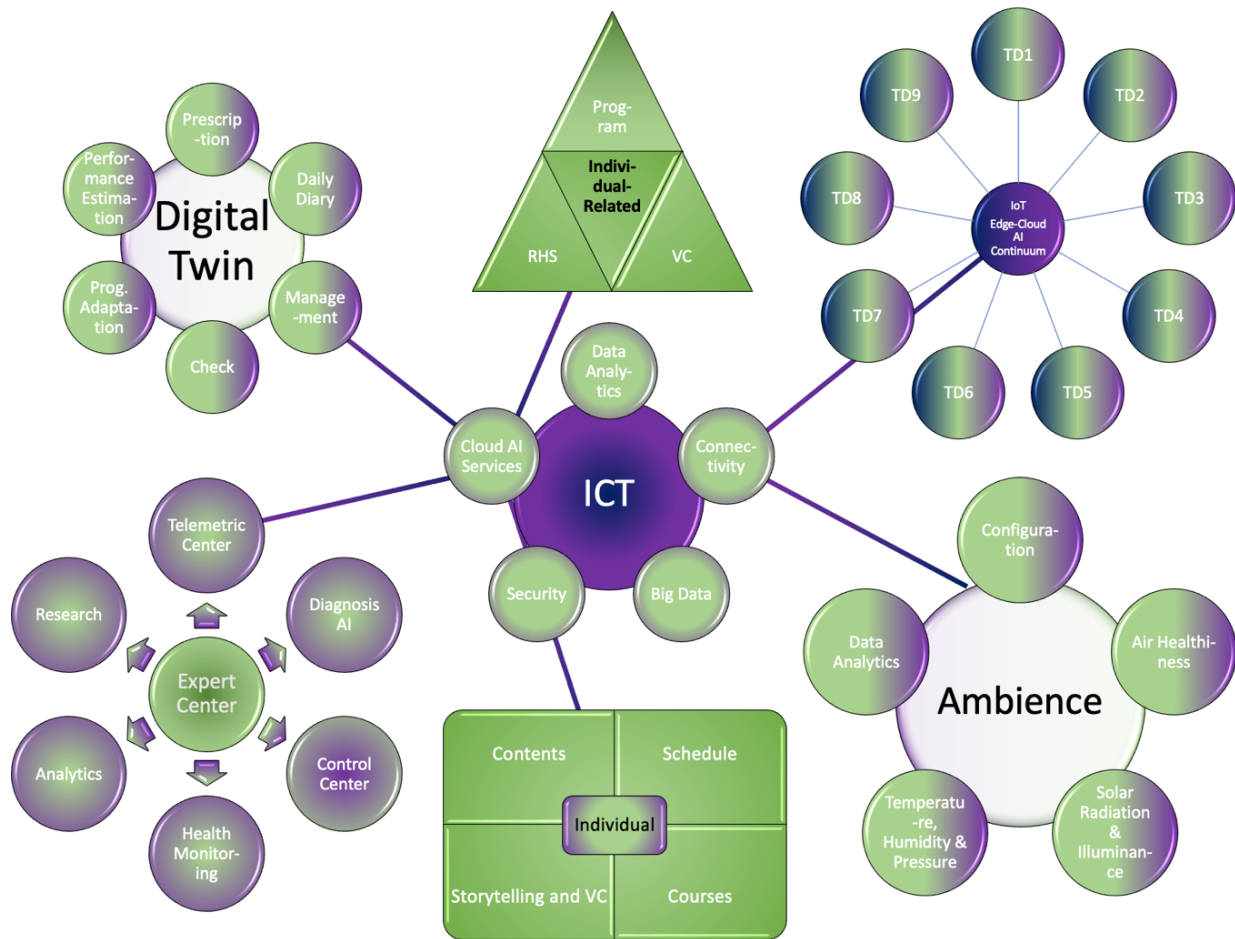 Prescrip
-tion
Perfor-
mance
Estima-
tion
Daily
Diary
Digital
Twin
Prog.
Adapta-
tion
Manage
-ment
Check
Prog-
ram
Indivi-
dual-
Related
RHS
VC
TD1
TD2
TD3
TD4
TD5
TD6
TD7
TD8
TD9
IoT
Edge-Cloud
AI
Continuum
Data
Analy-
tics
Cloud AI
Services
Connec-
tivity
ICT
Security
Big Data
Telemetric
Center
Research
Diagnosis
AI
Expert
Center
Analytics
Control
Center
Health
Monitor-
ing
Contents
Schedule
Individual
Storytelling and VC
Courses
Configura-
tion
Data
Analytics
Air Healthi-
ness
Ambience
Temperatu
-re,
Humidity &
Pressure
Solar
Radiation
&
Illuminan-
ce